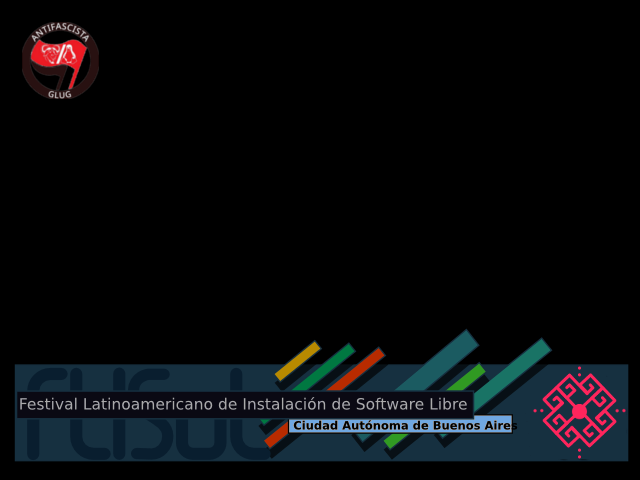 ANTIFASCISTA
GLUG
FLISoL
Festival Latinoamericano de Instalación de Software Libre
Ciudad Autónoma de Buenos Aires